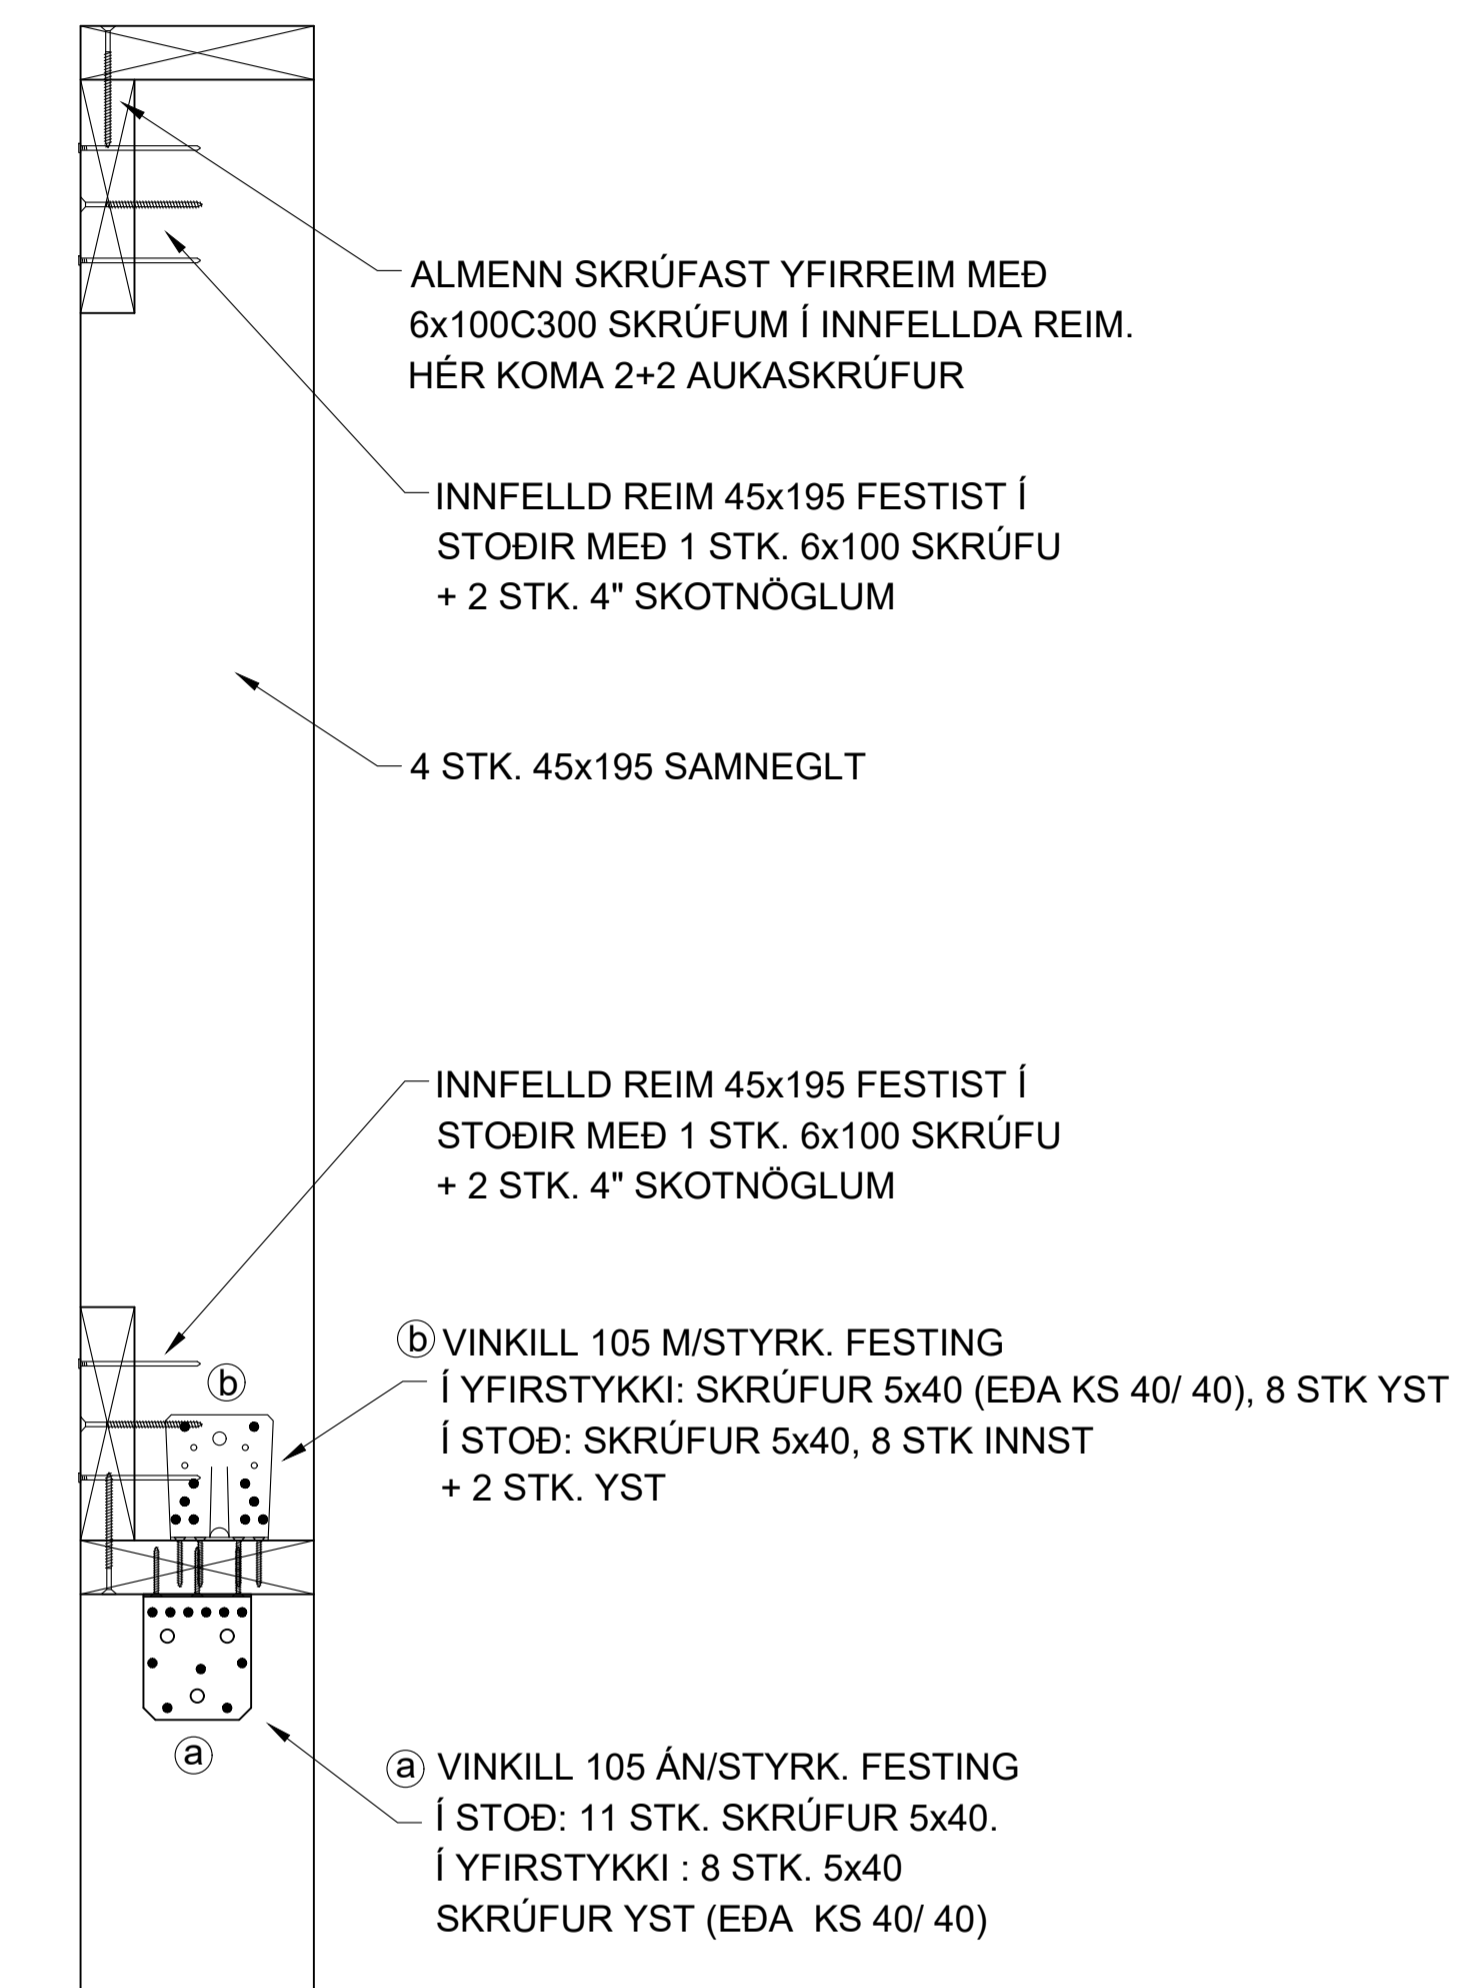 ALMENN SKRÚFAST YFIRREIM MEÐ
6x100C300 SKRÚFUM Í INNFELLDA REIM.
HÉR KOMA 2+2 AUKASKRÚFUR
INNFELLD REIM 45x195 FESTIST Í
STOÐIR MEÐ 1 STK. 6x100 SKRÚFU
+ 2 STK. 4" SKOTNÖGLUM
4 STK. 45x195 SAMNEGLT
INNFELLD REIM 45x195 FESTIST Í
STOÐIR MEÐ 1 STK. 6x100 SKRÚFU
+ 2 STK. 4" SKOTNÖGLUM
b VINKILL 105 M/STYRK. FESTING
Í YFIRSTYKKI: SKRÚFUR 5x40 (EÐA KS 40/ 40), 8 STK YST
Í STOÐ: SKRÚFUR 5x40, 8 STK INNST
+ 2 STK. YST
b
a
a VINKILL 105 ÁN/STYRK. FESTING
Í STOÐ: 11 STK. SKRÚFUR 5x40.
Í YFIRSTYKKI : 8 STK. 5x40
SKRÚFUR YST (EÐA KS 40/ 40)